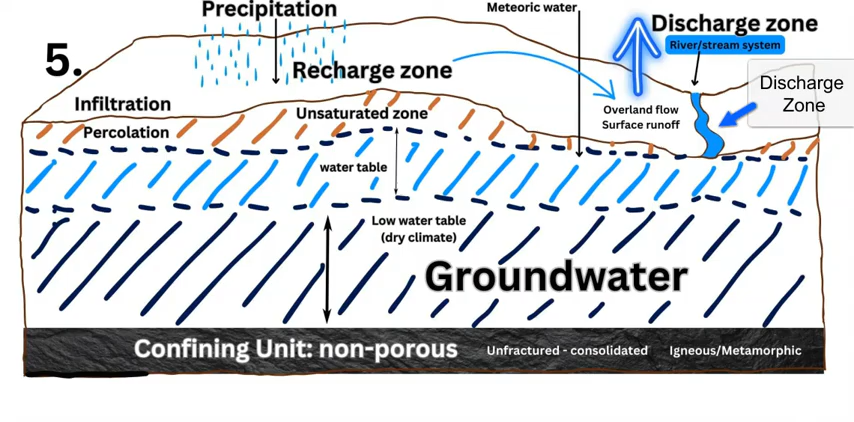 Precipitation
Meteoric water
Discharge zone
River/stream system
5.
Recharge zone
Discharge
Zone
Infiltration
Overland flow
Surface runoff
Unsaturated zone
Percolation
water table
Low water table
(dry climate)
Groundwater
Confining Unit: non-porous
Unfractured - consolidated
Igneous/Metamorphic